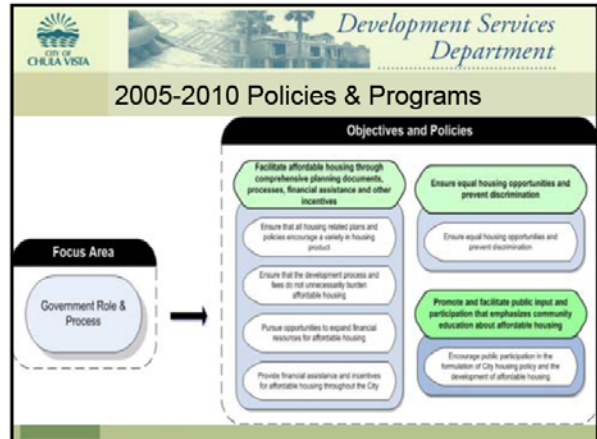 CITY OF
CHULA VISTA
Development Services
Department
2005-2010 Policies & Programs
Focus Area
Government Role &
Process
Objectives and Policies
Facilitate affordable housing through
comprehensive planning documents,
processes, financial assistance and other
incentives
Ensure that all housing related plans and
policies encourage a variety in housing
product
Ensure that the development process and
fees do not unnecessarily burden
affordable housing
Pursue opportunities to expand financial
resources for affordable housing
Provide financial assistance and incentives
for affordable housing throughout the City
Ensure equal housing opportunities and
prevent discrimination
Ensure equal housing opportunities and
prevent discrimination
Promote and facilitate public input and
participation that emphasizes community
education about affordable housing
Encourage public participation in the
formulation of City housing policy and the
development of affordable housing.